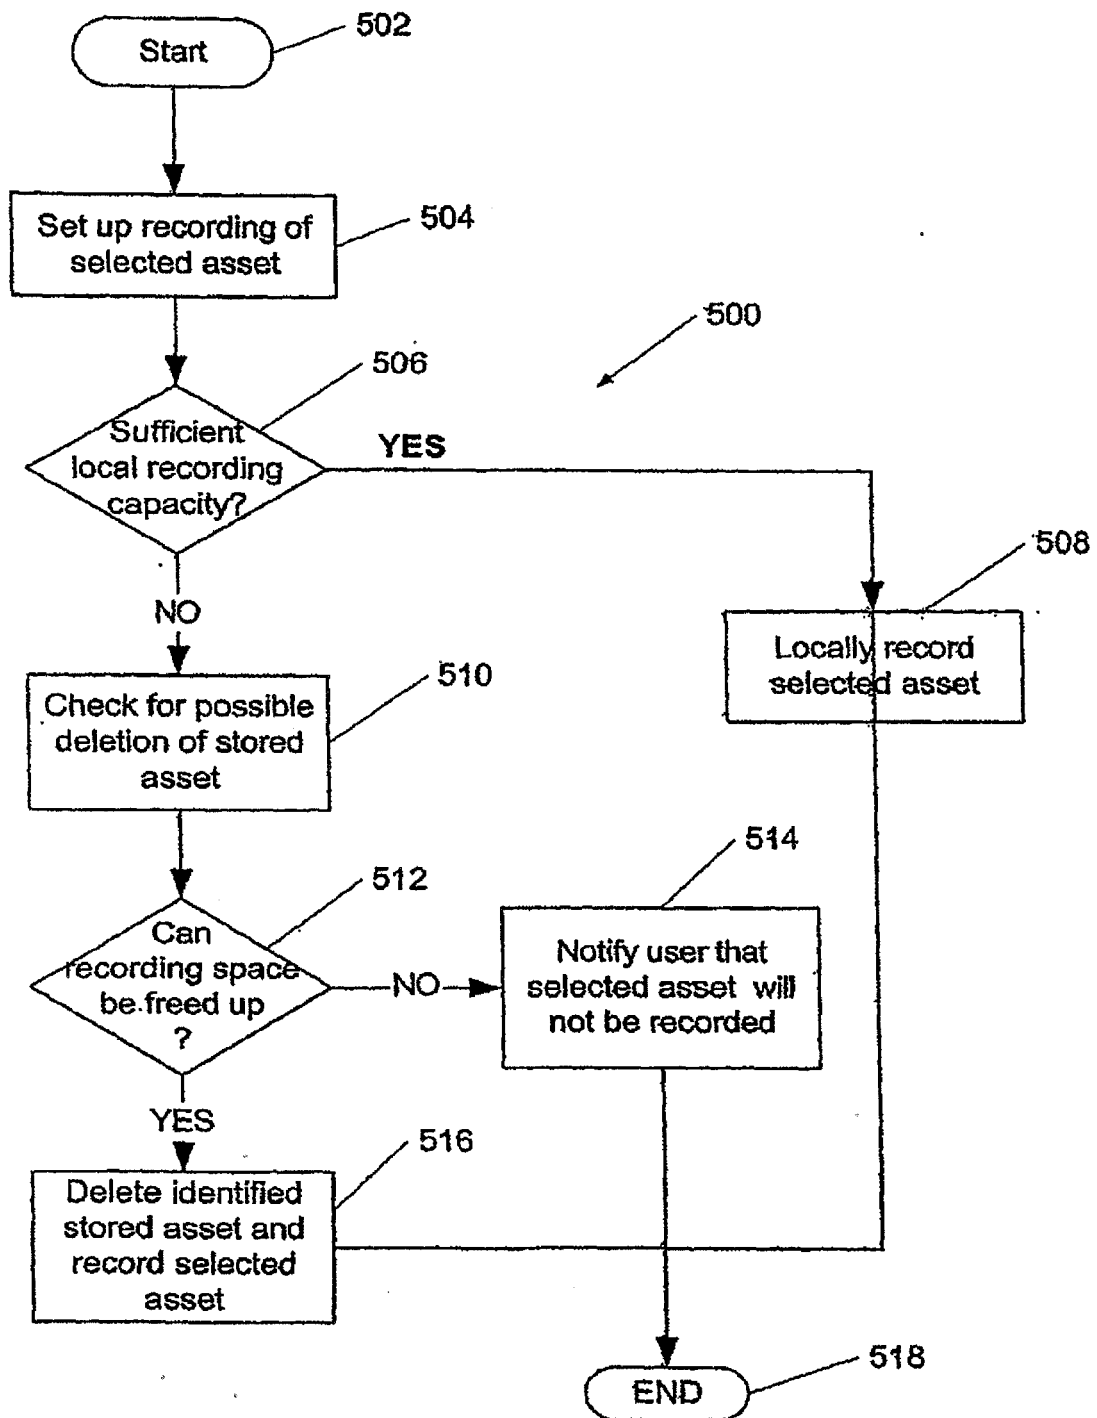 Start
502
Set up recording of
selected asset
504
500
506
Sufficient
local recording
capacity?
YES
508
NO
Locally record
selected asset
510
Check for possible
deletion of stored
asset
514
512
Can
recording space
be freed up
?
NO
Notify user that
selected asset will
not be recorded
YES
516
Delete identified
stored asset and
record selected
asset
518
END